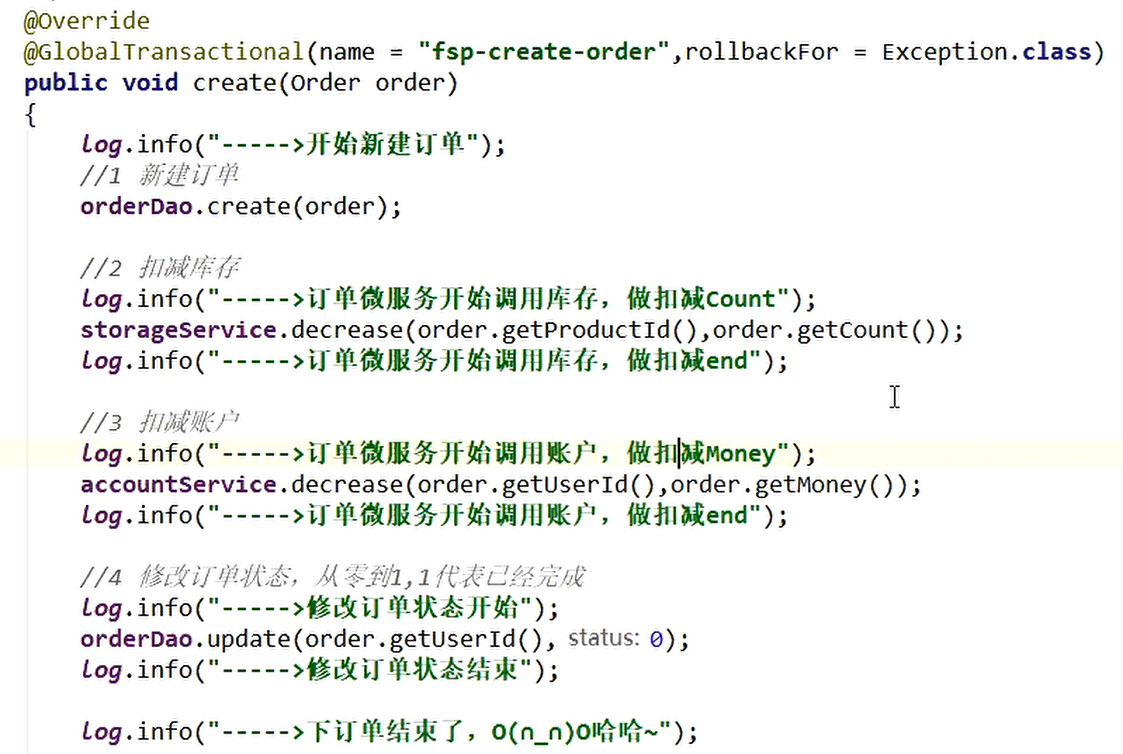 @Override
@GlobalTransactional(name = "fsp-create-order",rollbackFor = Exception.class)
public void create(Order order)
{
log.info("----->开始新建订单");
//1 新建订单
orderDao.create(order);
//2 扣减库存
log.info("----->订单微服务开始调用库存，做扣减Count");
storageService.decrease(order.getProductId(),order.getCount());
log.info("----->订单微服务开始调用库存，做扣减end");
//3 扣减账户
log.info("----->订单微服务开始调用账户，做扣减Money");
accountService.decrease(order.getUserId(),order.getMoney());
log.info("----->订单微服务开始调用账户，做扣减end");
//4 修改订单状态，从零到1,1代表已经完成
log.info("----->修改订单状态开始");
orderDao.update(order.getUserId(), status: 0);
log.info("----->修改订单状态结束");
log.info("----->下订单结束了，O(∩_∩)O哈哈~");